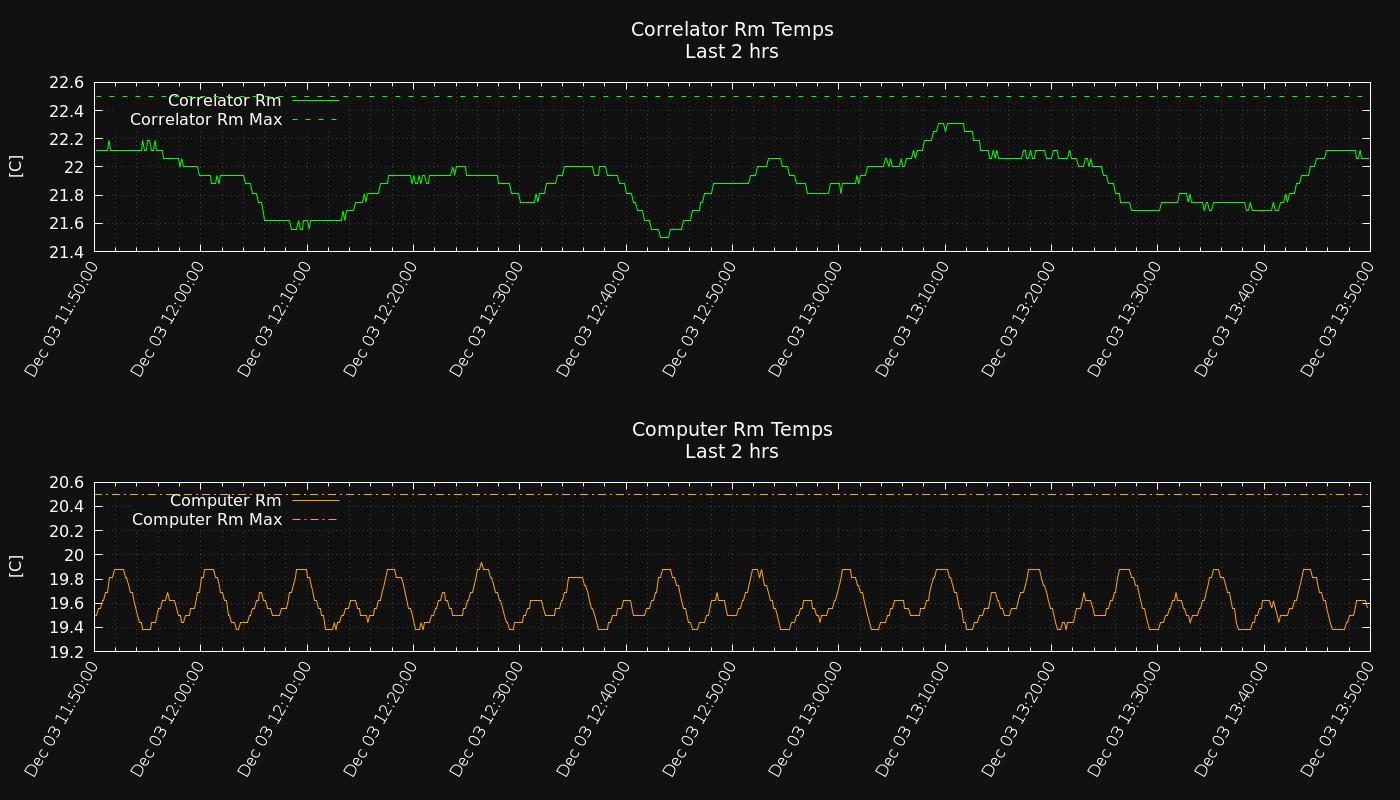 Correlator Rm Temps
Last 2 hrs
22.6
22.4
22.2
22
21.8
21.6
21.4
[C]
Correlator Rm
Correlator Rm Max
Dec 03 11:50:00
Dec 03 12:00:00
Dec 03 12:10:00
Dec 03 12:20:00
Dec 03 12:30:00
Dec 03 12:40:00
Dec 03 12:50:00
Dec 03 13:00:00
Dec 03 13:10:00
Dec 03 13:20:00
Dec 03 13:30:00
Dec 03 13:40:00
Dec 03 13:50:00
Computer Rm Temps
Last 2 hrs
20.6
20.4
20.2
20
19.8
19.6
19.4
19.2
[C]
Computer Rm
Computer Rm Max
Dec 03 11:50:00
Dec 03 12:00:00
Dec 03 12:10:00
Dec 03 12:20:00
Dec 03 12:30:00
Dec 03 12:40:00
Dec 03 12:50:00
Dec 03 13:00:00
Dec 03 13:10:00
Dec 03 13:20:00
Dec 03 13:30:00
Dec 03 13:40:00
Dec 03 13:50:00